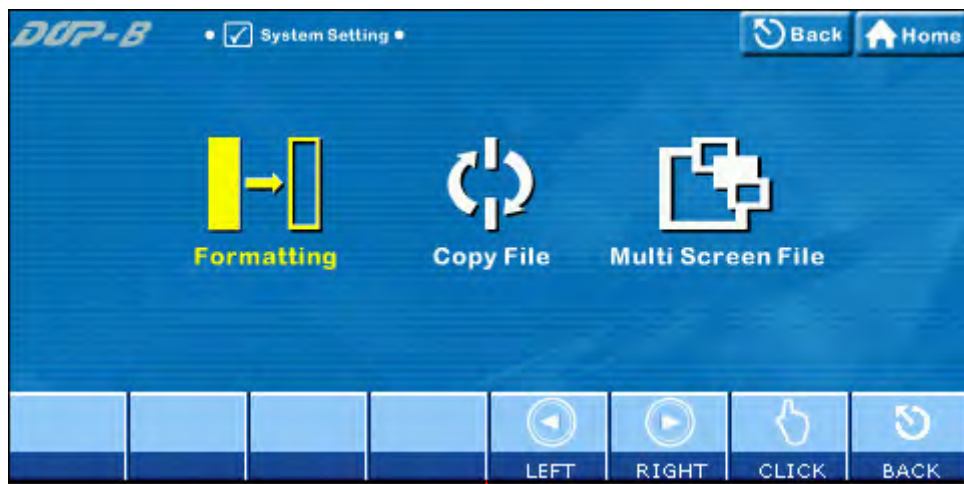 DOP-B
• System Setting •
Back
Home
Formatting
Copy File
Multi Screen File
LEFT
RIGHT
CLICK
BACK